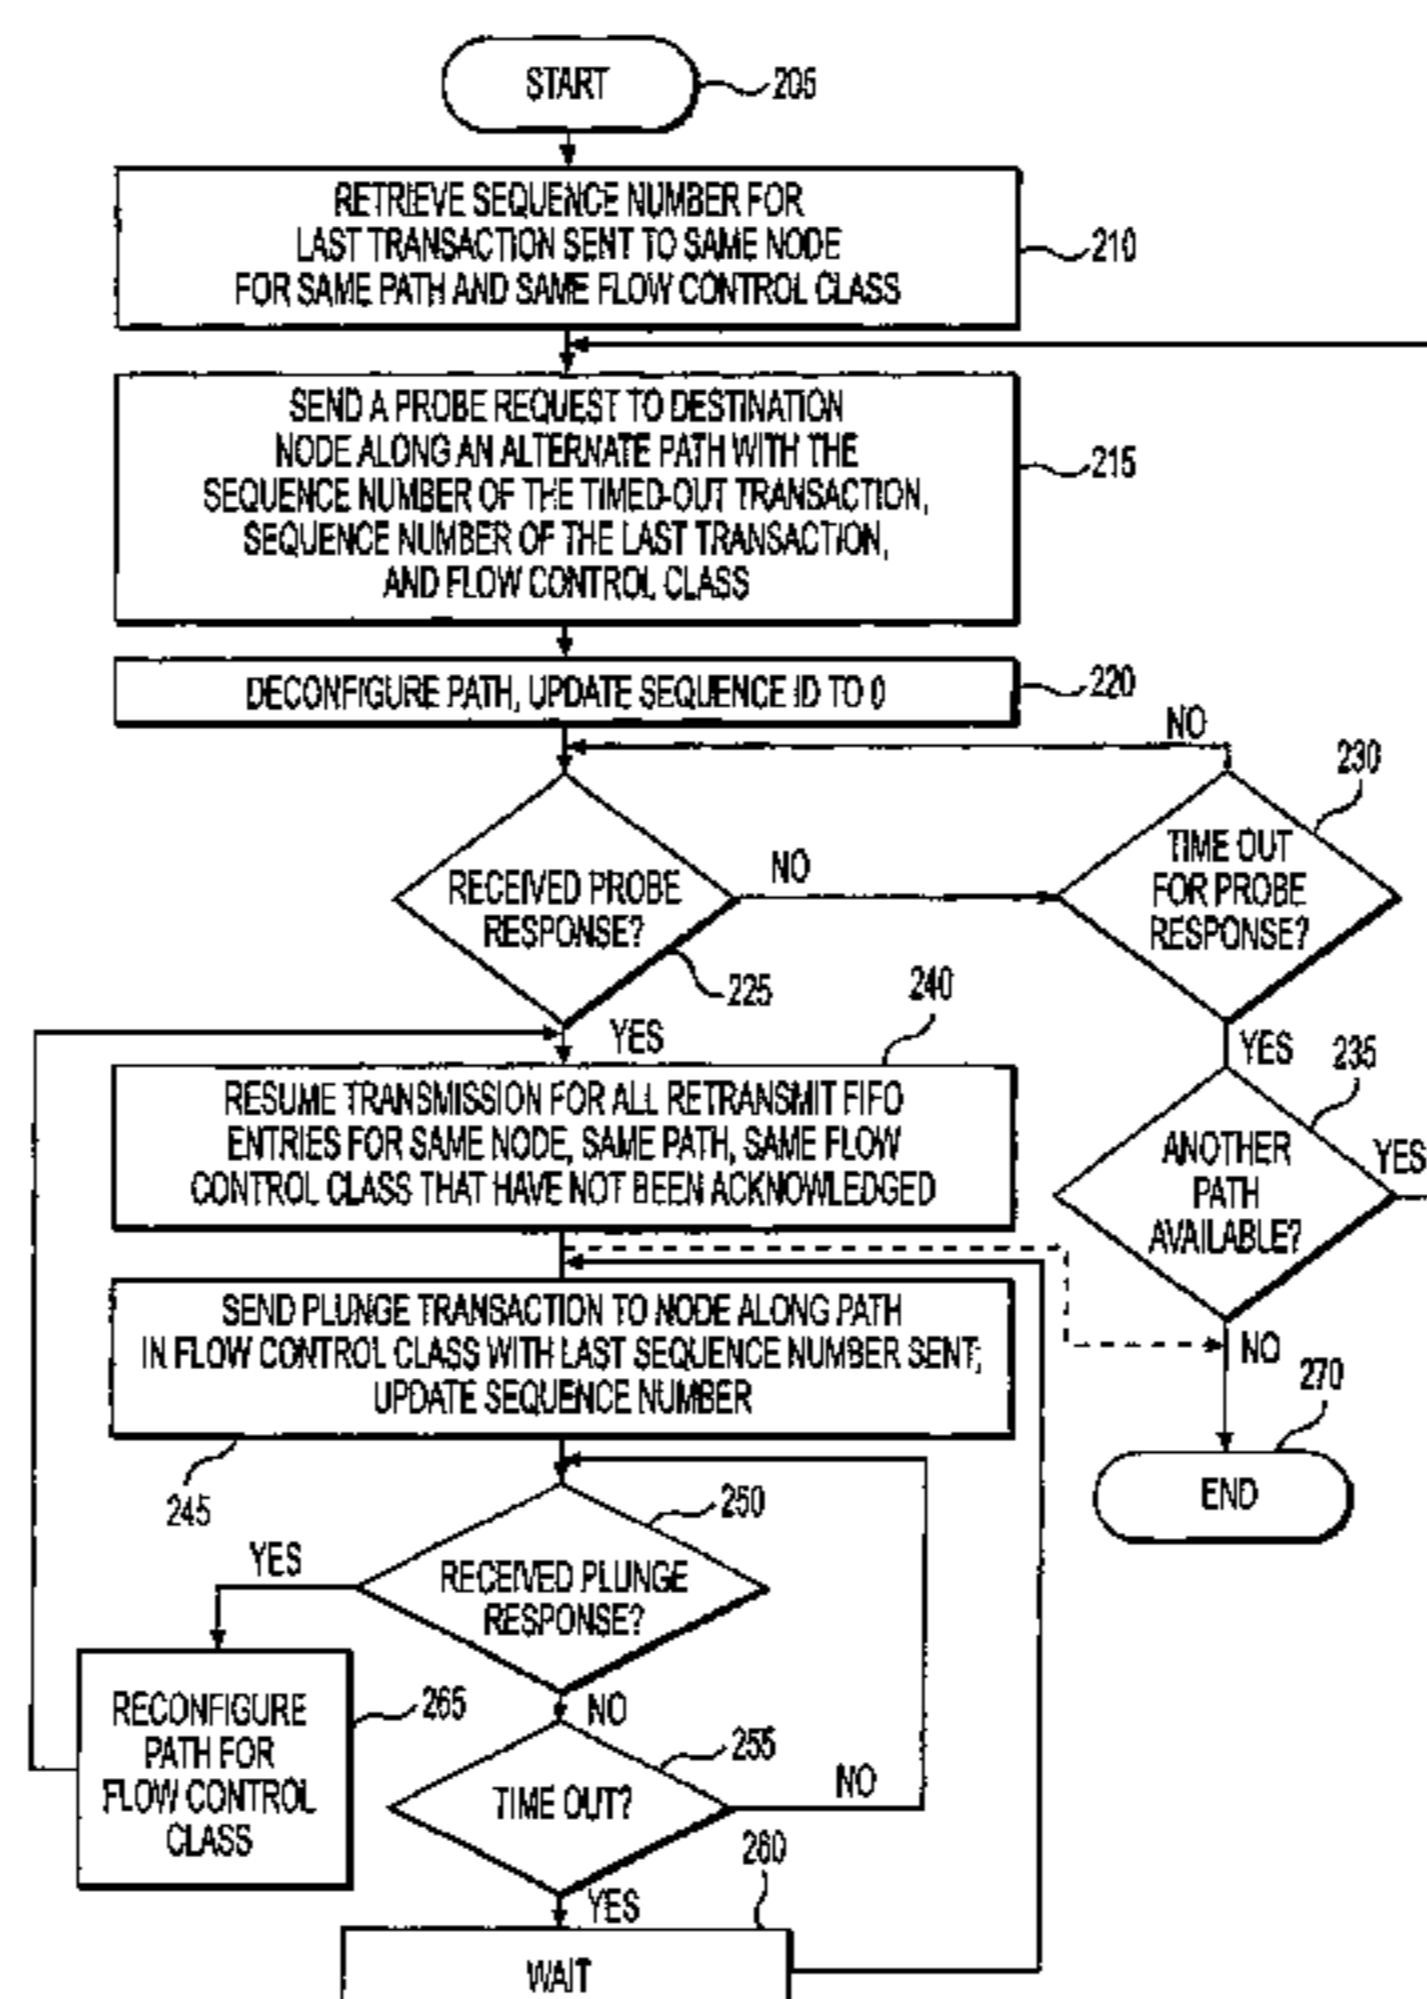 START
205
RETRIEVE SEQUENCE NUMBER FOR
LAST TRANSACTION SENT TO SAME NODE
FOR SAME PATH AND SAME FLOW CONTROL CLASS
210
SEND A PROBE REQUEST TO DESTINATION
NODE ALONG AN ALTERNATE PATH WITH THE
SEQUENCE NUMBER OF THE TIMED-OUT TRANSACTION,
SEQUENCE NUMBER OF THE LAST TRANSACTION,
AND FLOW CONTROL CLASS
215
DECONFIGURE PATH, UPDATE SEQUENCE ID TO 0
220
NO
230
RECEIVED PROBE
RESPONSE?
NO
225
TIME OUT
FOR PROBE
RESPONSE?
YES
240
YES
235
RESUME TRANSMISSION FOR ALL RETRANSMIT FIFO
ENTRIES FOR SAME NODE, SAME PATH, SAME FLOW
CONTROL CLASS THAT HAVE NOT BEEN ACKNOWLEDGED
ANOTHER
PATH
AVAILABLE?
YES
NO
SEND PLUNGE TRANSACTION TO NODE ALONG PATH
IN FLOW CONTROL CLASS WITH LAST SEQUENCE NUMBER SENT;
UPDATE SEQUENCE NUMBER
245
270
END
250
RECEIVED PLUNGE
RESPONSE?
YES
NO
RECONFIGURE
PATH FOR
FLOW CONTROL
CLASS
265
255
TIME OUT?
NO
YES
260
WAIT